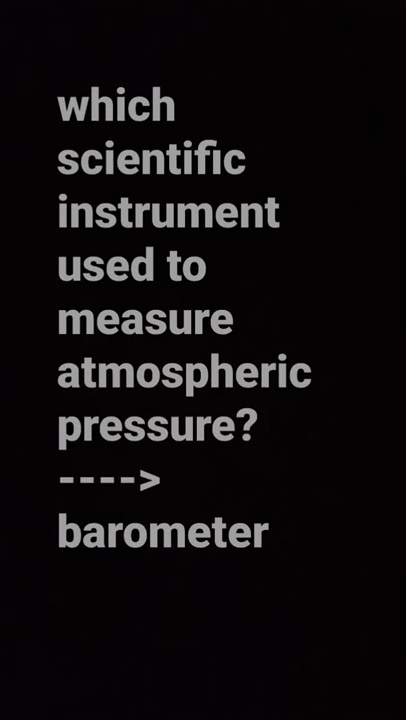 which
scientific
instrument
used to
measure
atmospheric
pressure?
---->
barometer